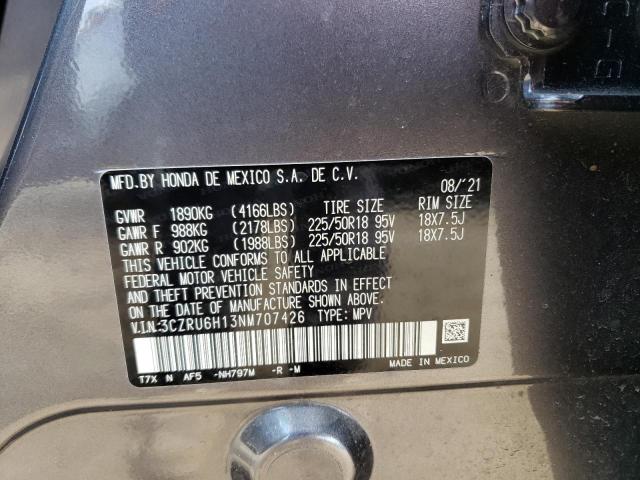 MFD.BY HONDA DE MEXICO S.A. DE C.V. 08/'21
GVWR 1890KG (4166LBS) TIRE SIZE RIM SIZE
GAWR F 988KG (2178LBS) 225/50R18 95V 18X7.5J
GAWR R 902KG (1988LBS) 225/50R18 95V 18X7.5J
THIS VEHICLE CONFORMS TO ALL APPLICABLE
FEDERAL MOTOR VEHICLE SAFETY
AND THEFT PREVENTION STANDARDS IN EFFECT
ON THE DATE OF MANUFACTURE SHOWN ABOVE.
V.I.N:3CZRU6H13NM707426 TYPE: MPV
MADE IN MEXICO
T7X N AF5 -NH797M -R -M